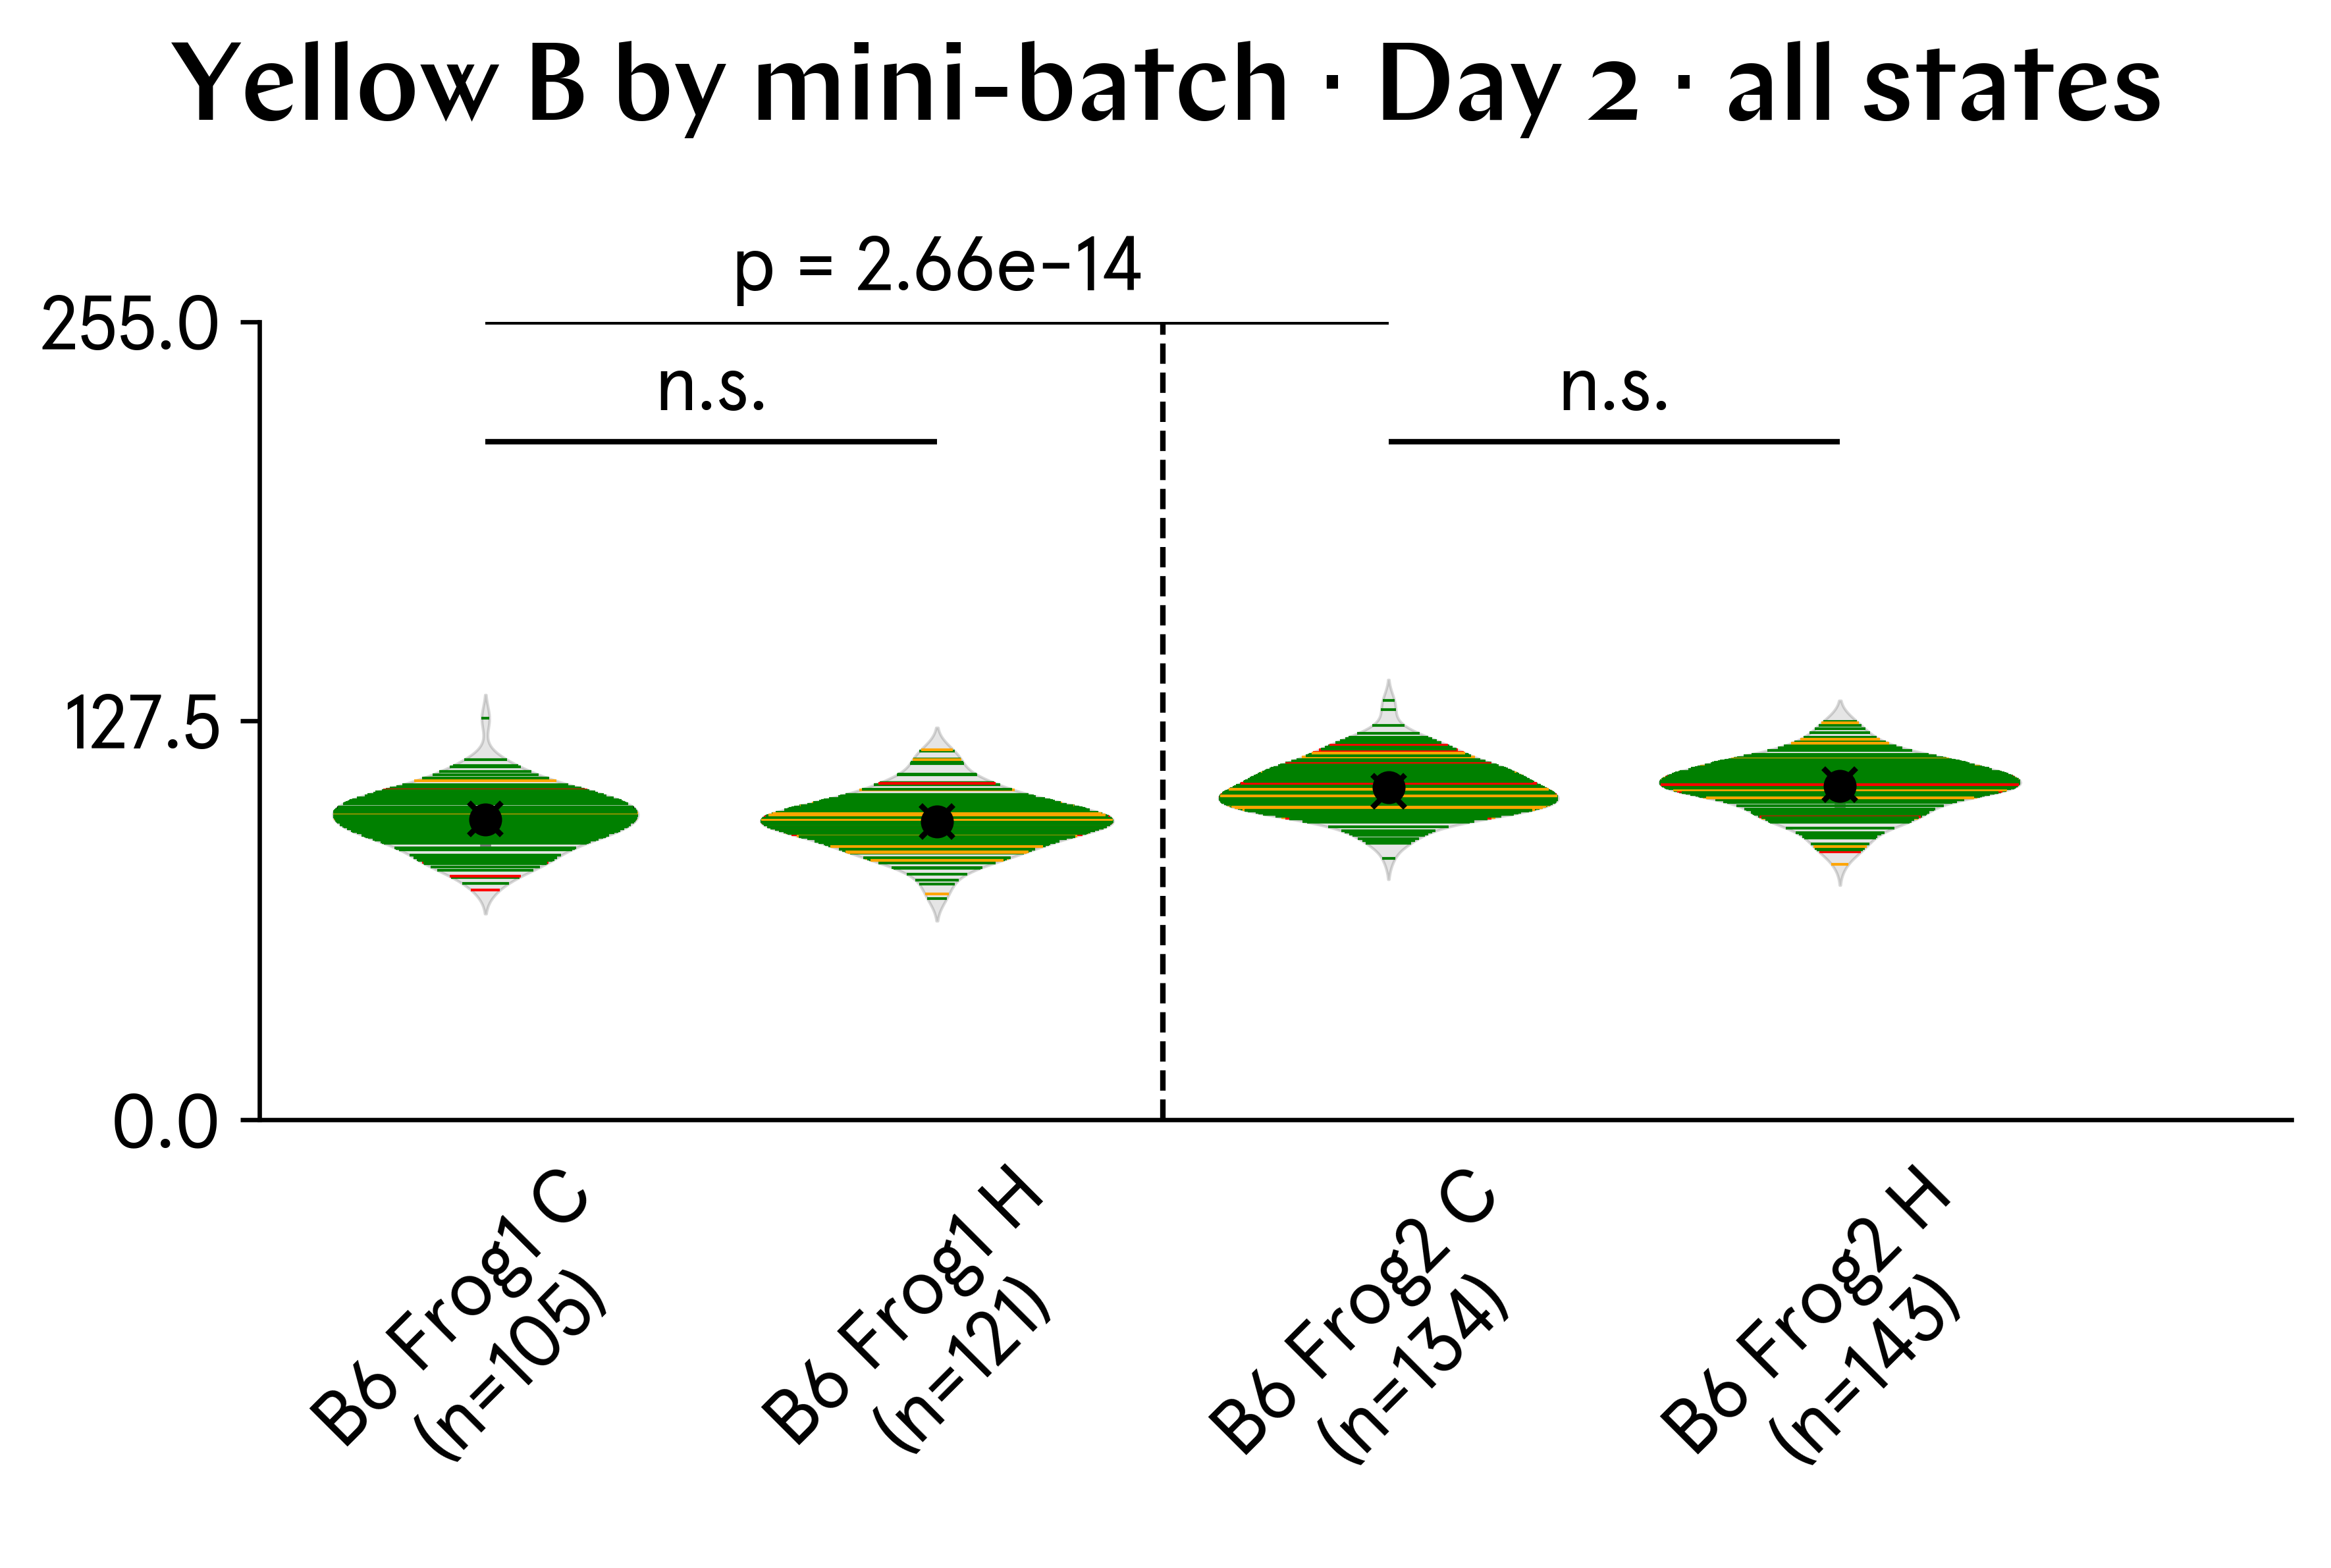 Yellow B by mini-batch · Day 2 · all states
p = 2.66e-14
255.0
n.s.
n.s.
127.5
0.0
B6 Frog1 C
(n=105)
B6 Frog1 H
(n=121)
B6 Frog2 C
(n=134)
B6 Frog2 H
(n=143)